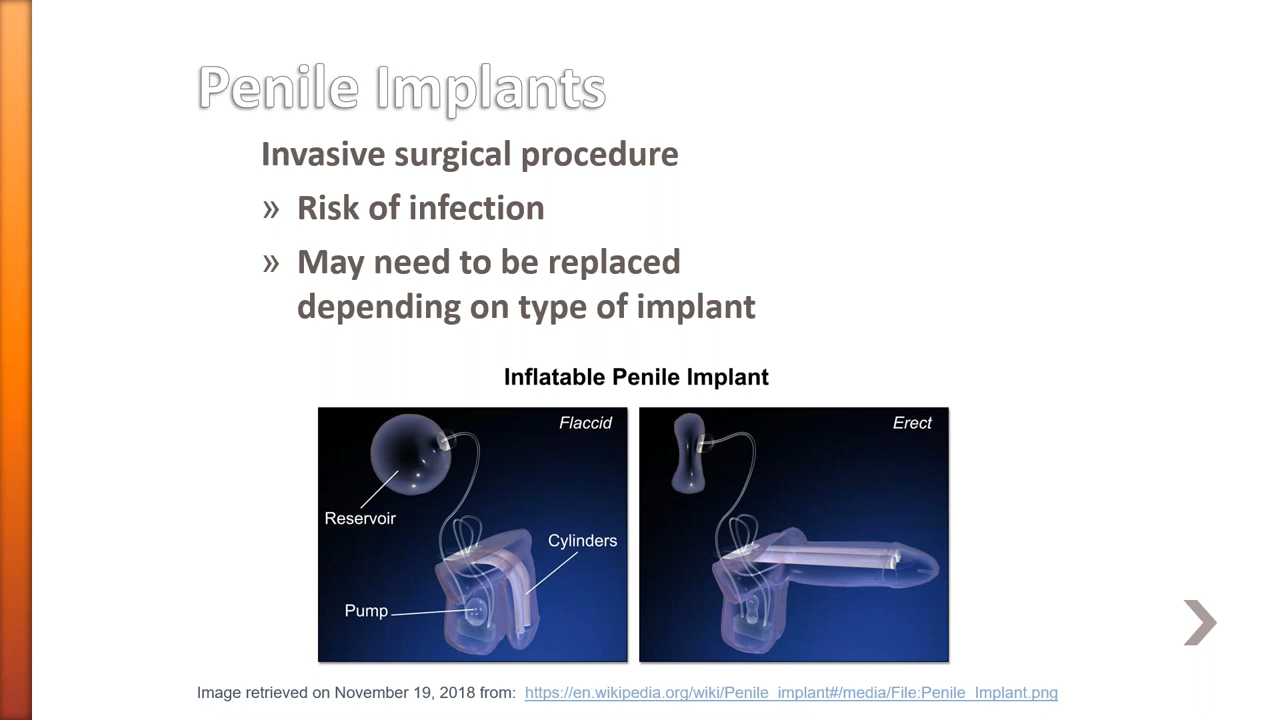 Penile Implants
Invasive surgical procedure
» Risk of infection
» May need to be replaced
depending on type of implant
Inflatable Penile Implant
Flaccid
Reservoir
Cylinders
Pump
Erect
Image retrieved on November 19, 2018 from: https://en.wikipedia.org/wiki/Penile_implant#/media/File:Penile_Implant.png